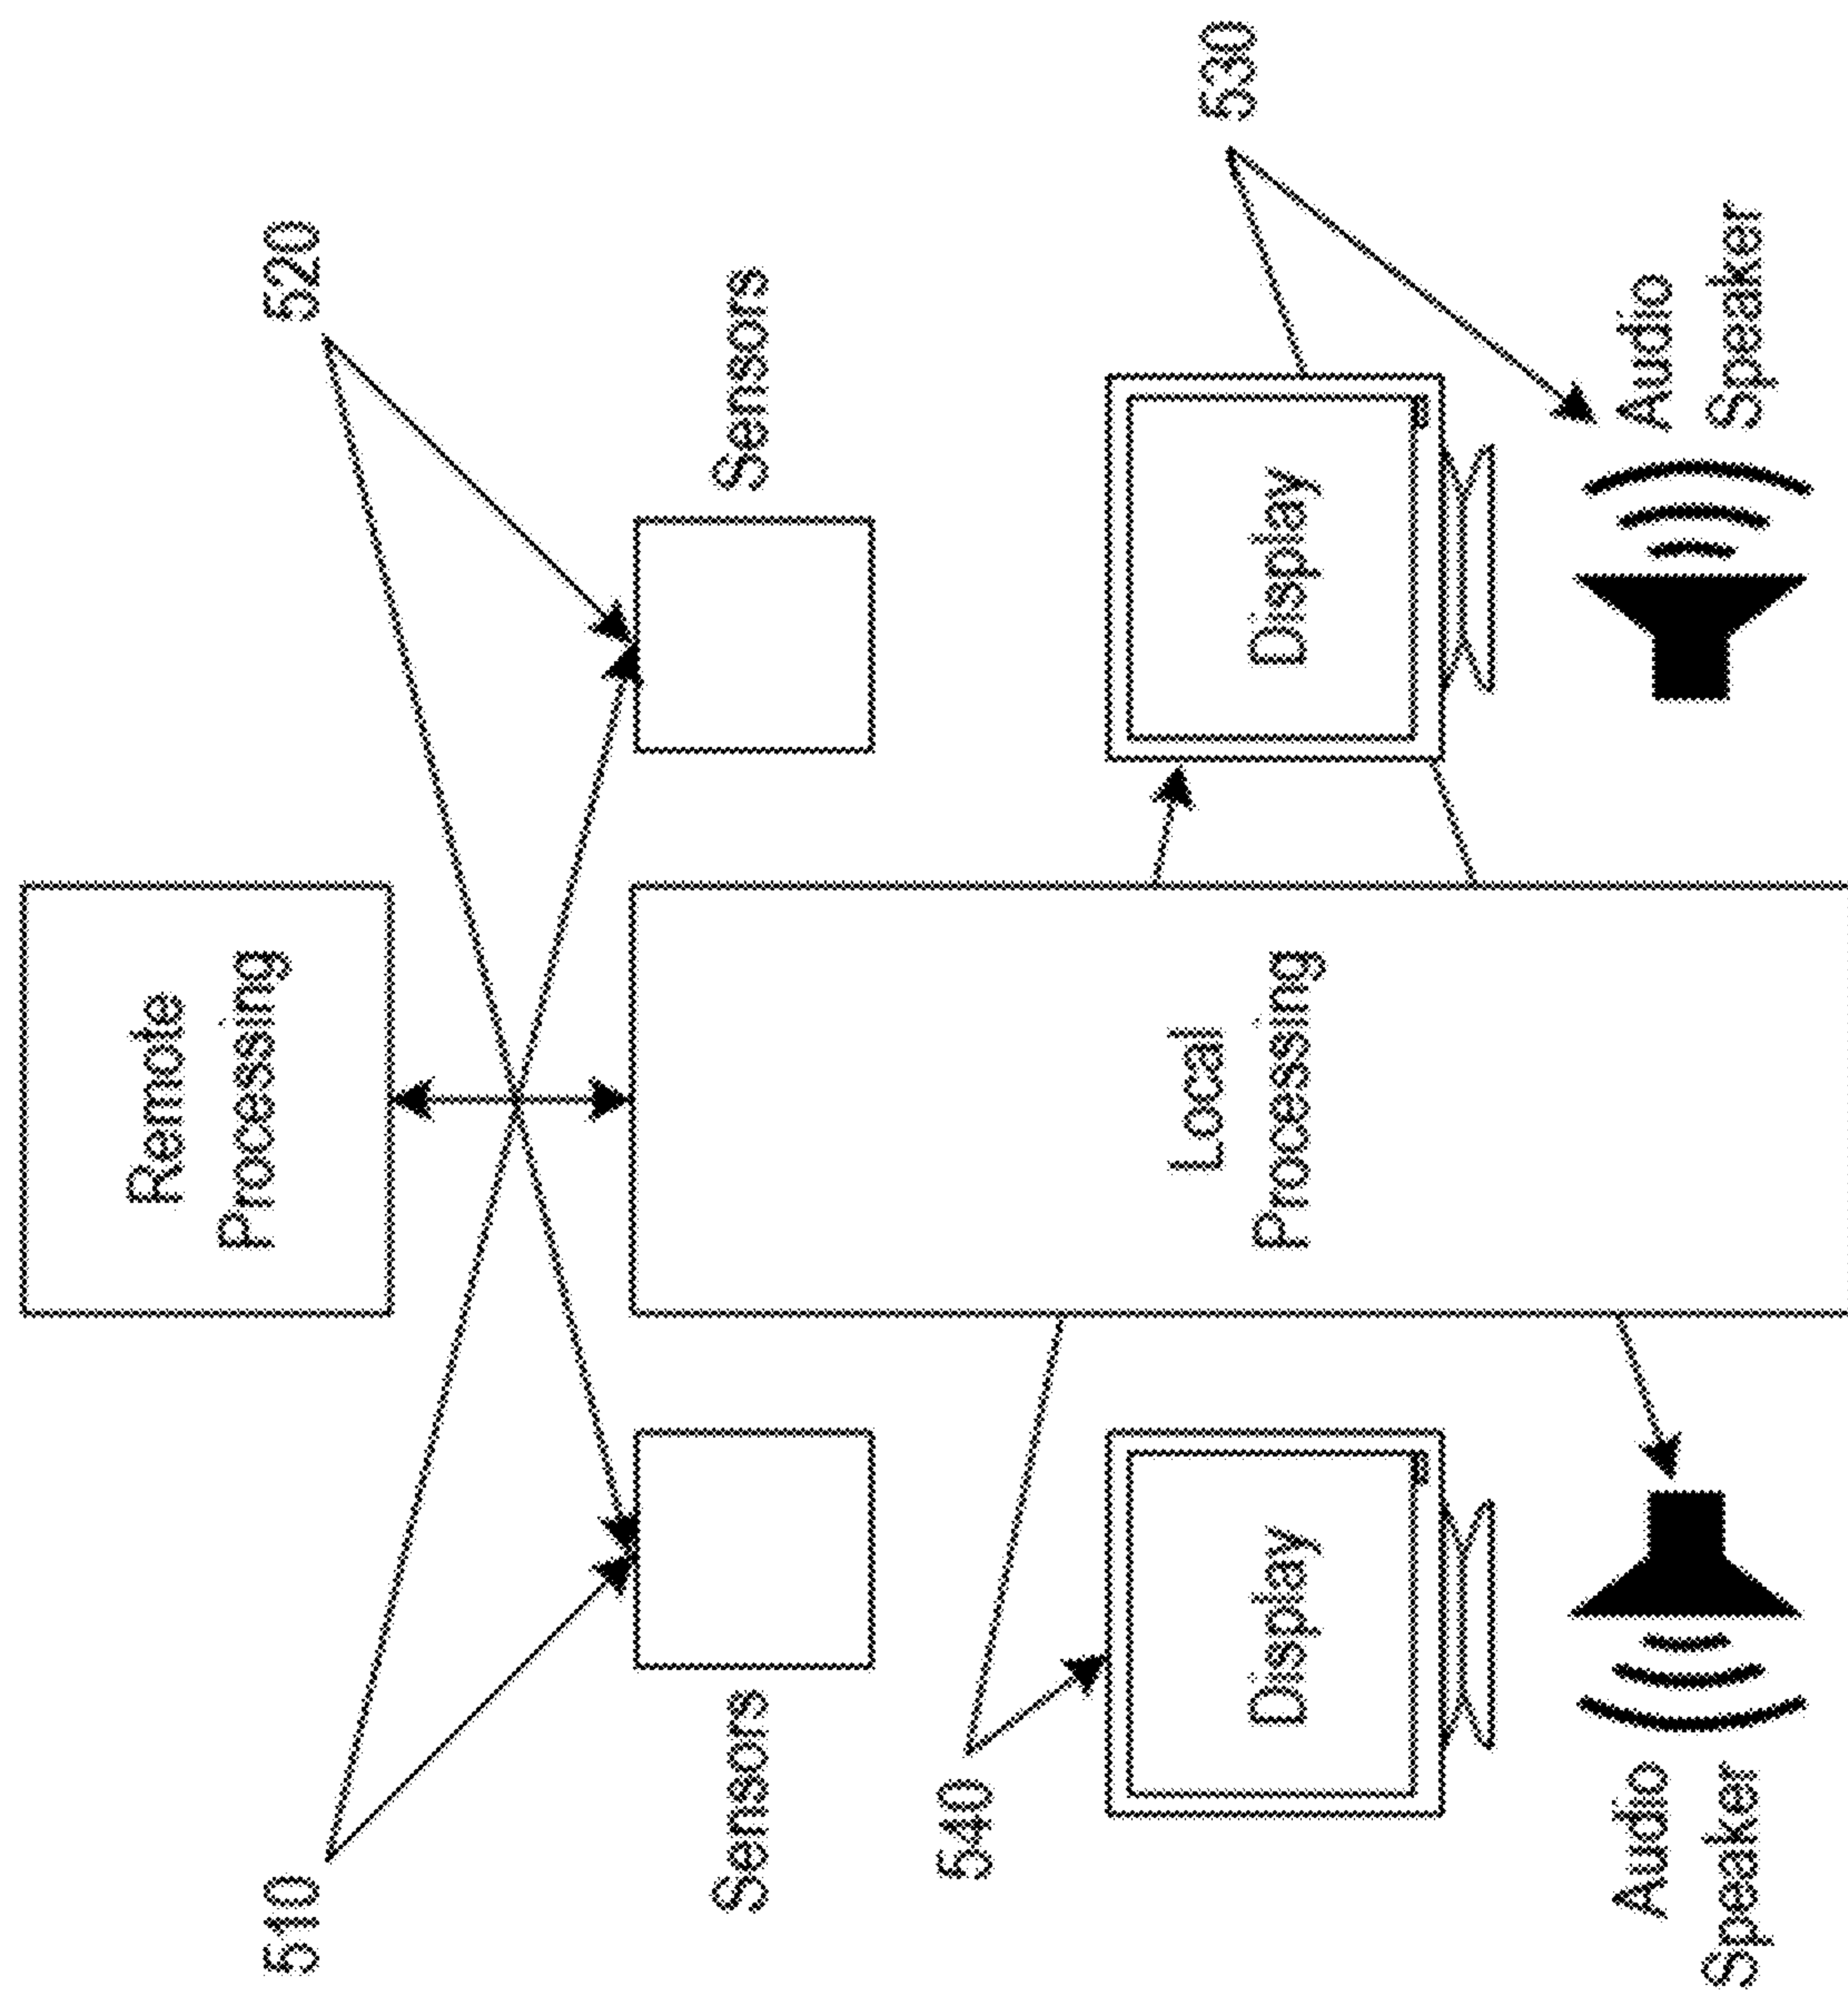 520
530
Sensors
Audio
Speaker
Display
Remote
Processing
Local
Processing
510
Sensors
540
Display
Audio
Speaker